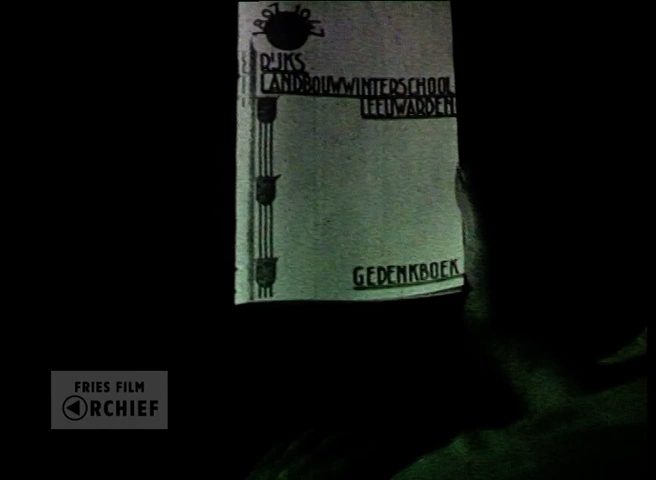 1897 1947
RIJKS
LANDBOUWWINTERSCHOOL
LEEUWARDEN
GEDENKBOEK
FRIES FILM
ARCHIEF